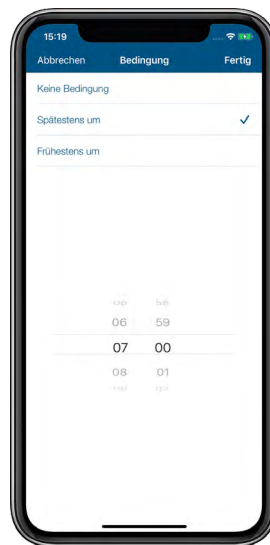 15:19
Abbrechen Bedingung Fertig
Keine Bedingung
Spätestens um
Frühestens um
06 59
07 00
08 01